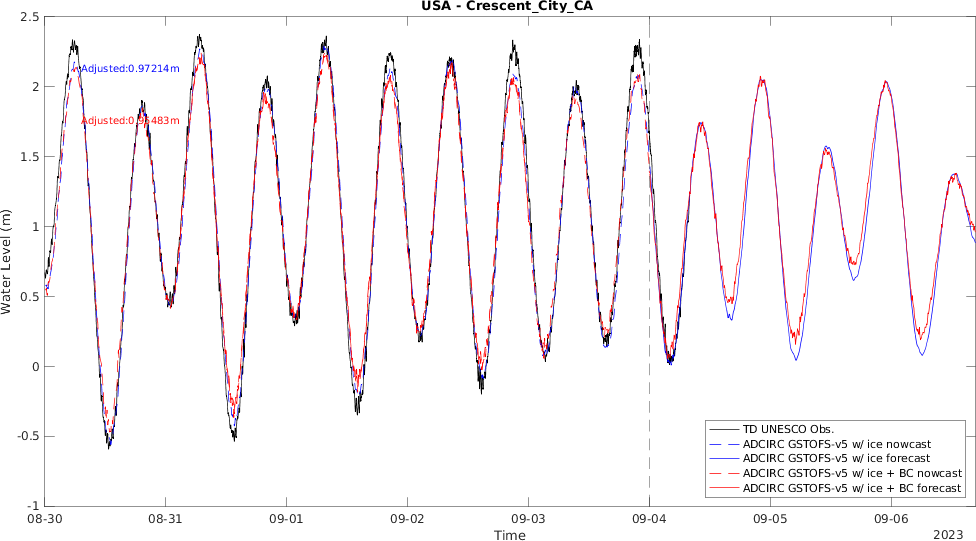 USA - Crescent_City_CA
2.5
2
1.5
1
0.5
0
-0.5
-1
Water Level (m)
Adjusted:0.97214m
Adjusted:0.95483m
TD UNESCO Obs.
ADCIRC GSTOFS-v5 w/ ice nowcast
ADCIRC GSTOFS-v5 w/ ice forecast
ADCIRC GSTOFS-v5 w/ ice + BC nowcast
ADCIRC GSTOFS-v5 w/ ice + BC forecast
08-30 08-31 09-01 09-02 09-03 09-04 09-05 09-06
Time
2023